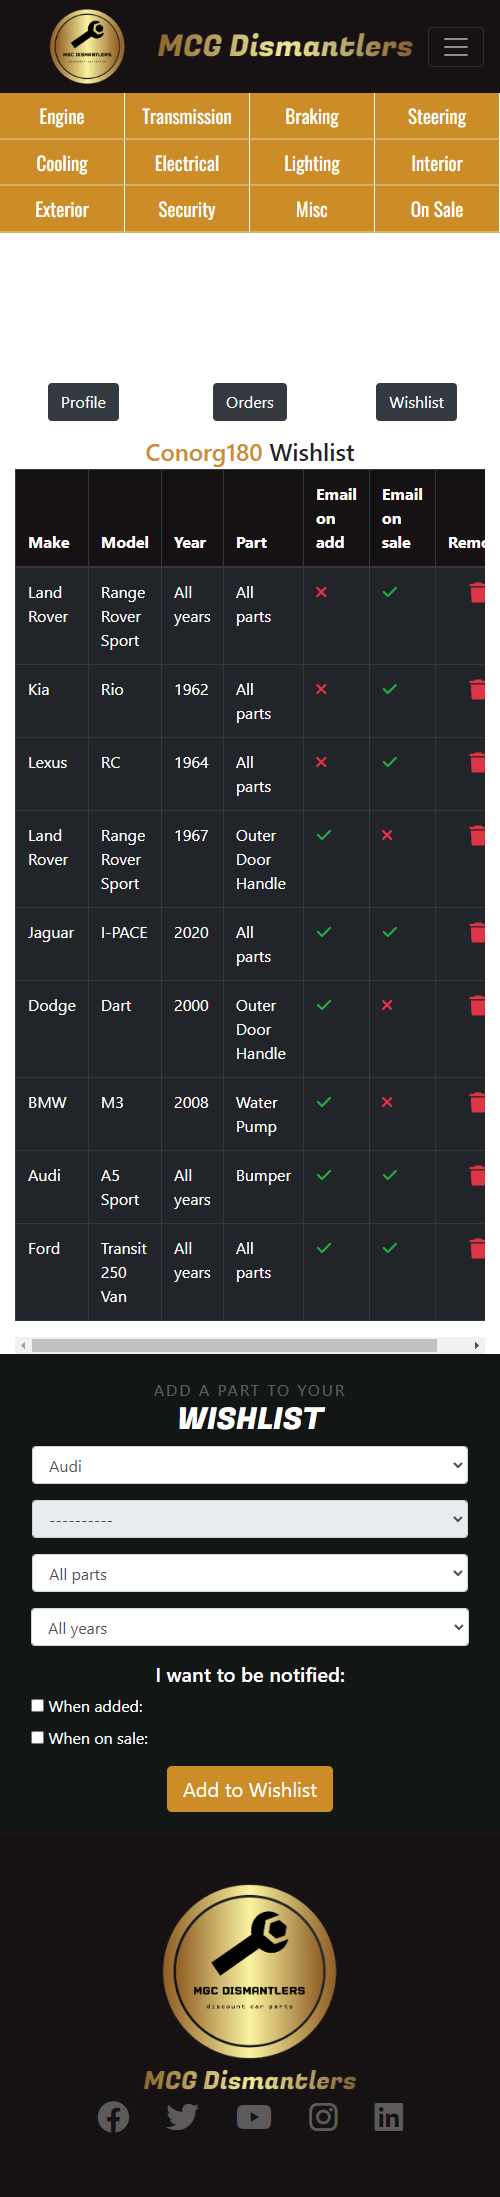 MGC DISMANTLERS
MCG Dismantlers
Engine Transmission Braking Steering
Cooling Electrical Lighting Interior
Exterior Security Misc On Sale
Profile Orders Wishlist
Conorg180 Wishlist
Make Model Year Part Email on add Email on sale Remo
Land Rover Range Rover Sport All years All parts
Kia Rio 1962 All parts
Lexus RC 1964 All parts
Land Rover Range Rover Sport 1967 Outer Door Handle
Jaguar I-PACE 2020 All parts
Dodge Dart 2000 Outer Door Handle
BMW M3 2008 Water Pump
Audi A5 Sport All years Bumper
Ford Transit 250 Van All years All parts
ADD A PART TO YOUR
WISHLIST
Audi
----------
All parts
All years
I want to be notified:
When added:
When on sale:
Add to Wishlist
MGC DISMANTLERS
discount car parts
MCG Dismantlers